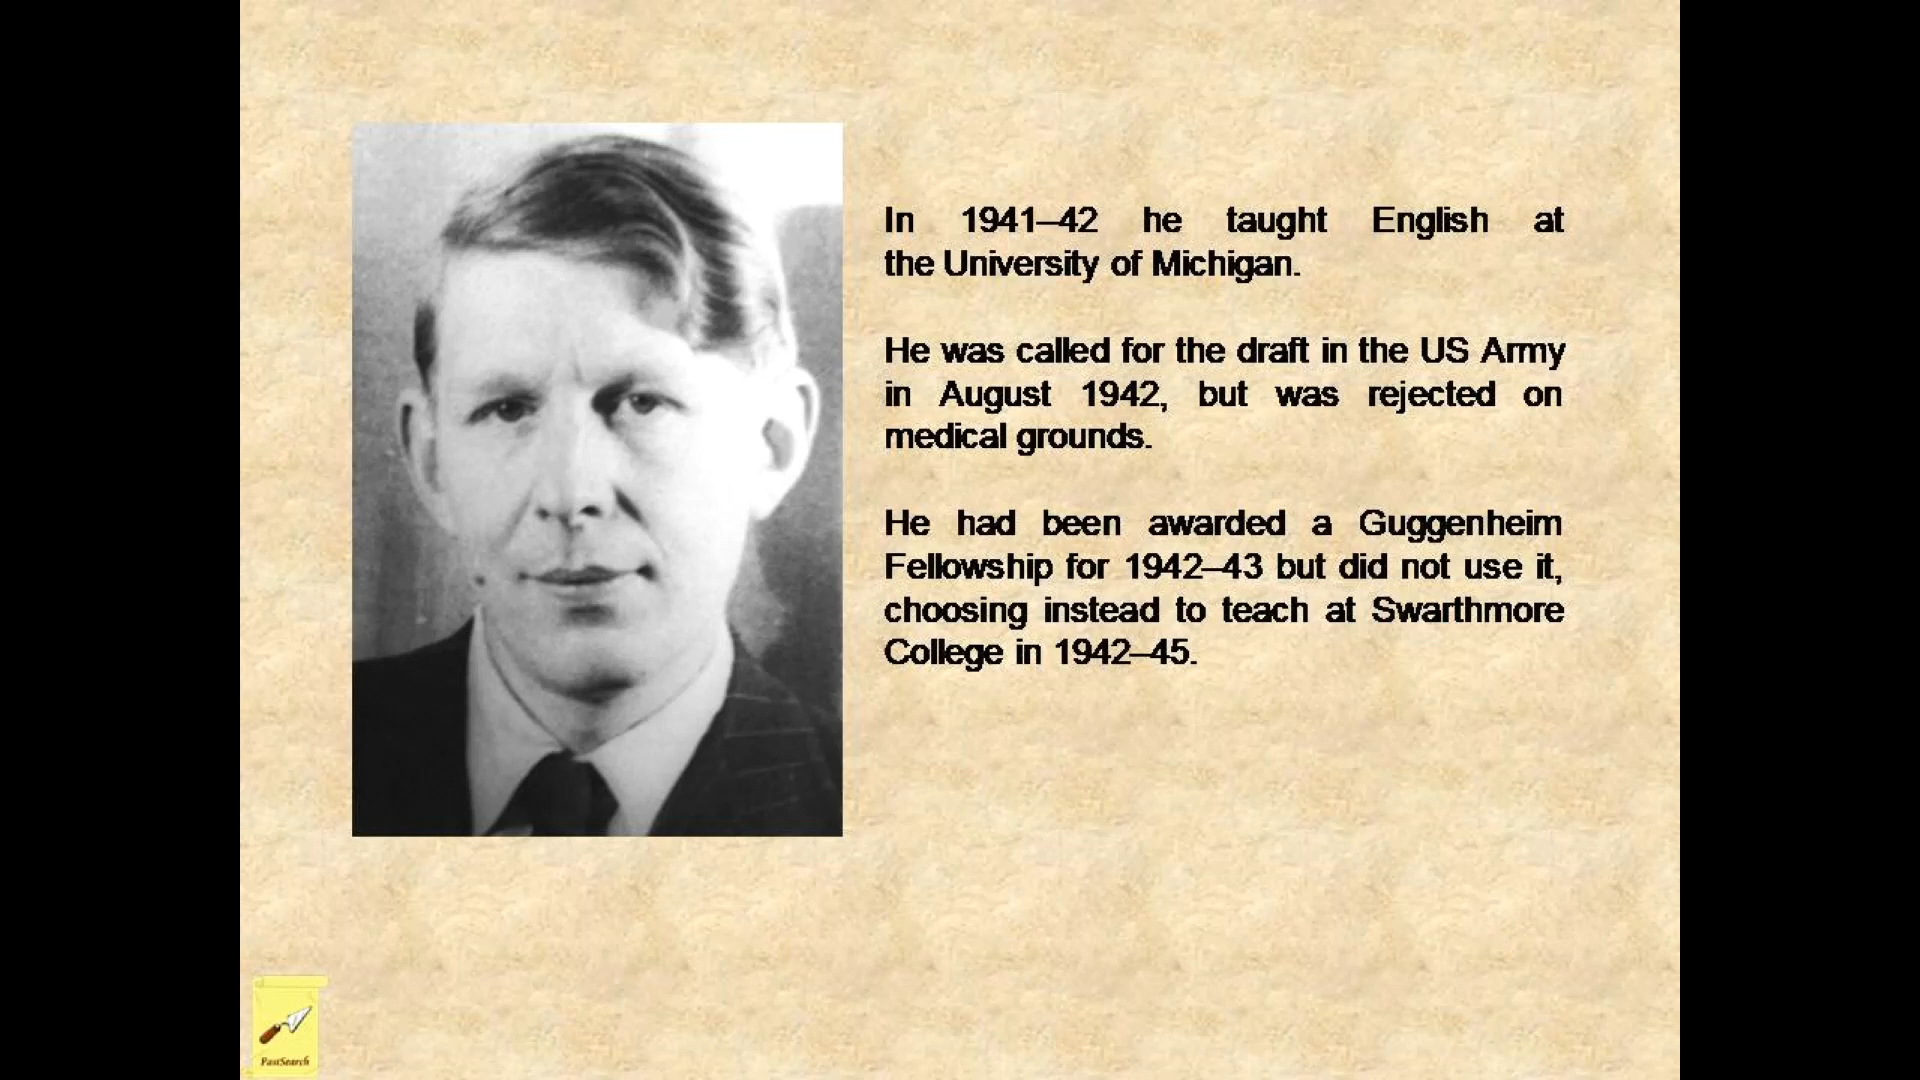 In 1941–42 he taught English at
the University of Michigan.
He was called for the draft in the US Army
in August 1942, but was rejected on
medical grounds.
He had been awarded a Guggenheim
Fellowship for 1942–43 but did not use it,
choosing instead to teach at Swarthmore
College in 1942–45.
PastSearch